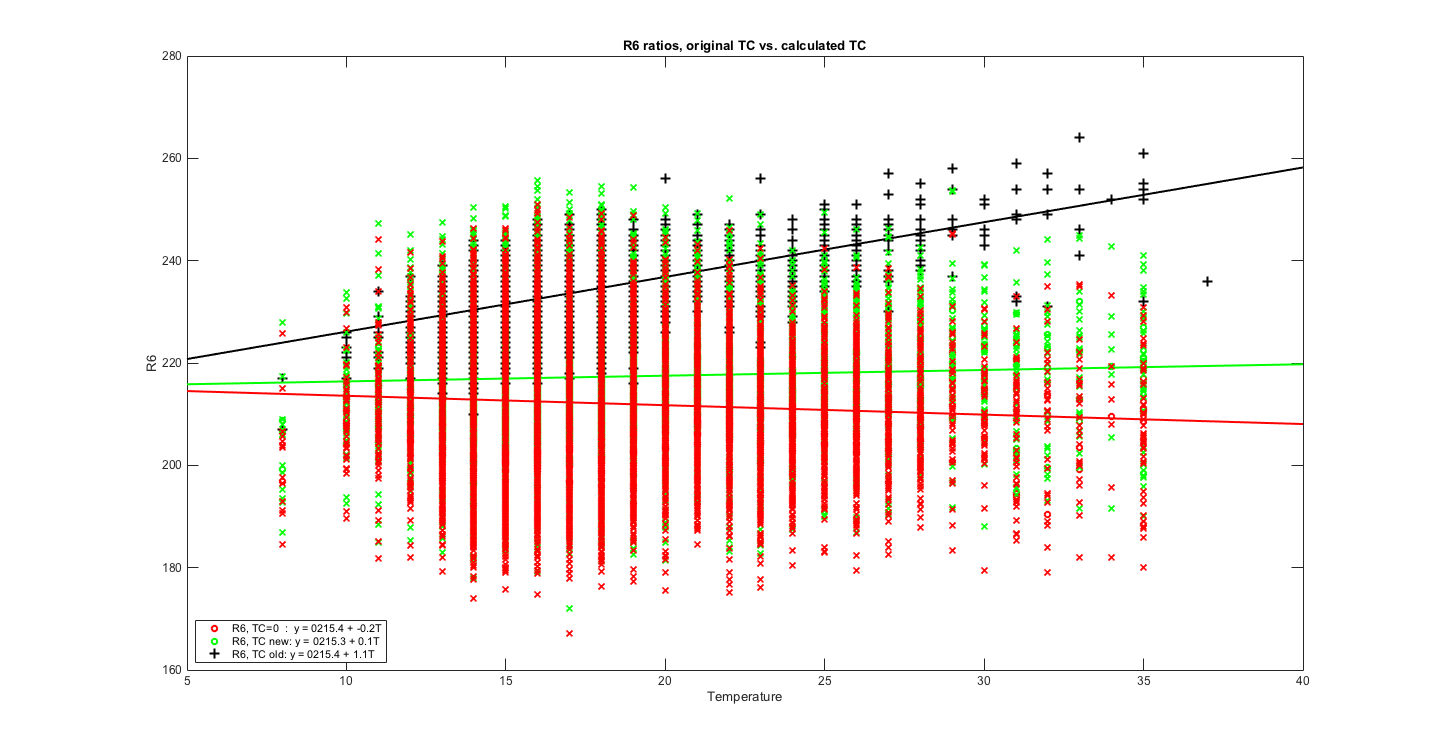 R6 ratios, original TC vs. calculated TC
280
260
240
220
200
180
160
R6
R6, TC=0 : y = 0215.4 + -0.2T
R6, TC new: y = 0215.3 + 0.1T
R6, TC old: y = 0215.4 + 1.1T
5 10 15 20 25 30 35 40
Temperature